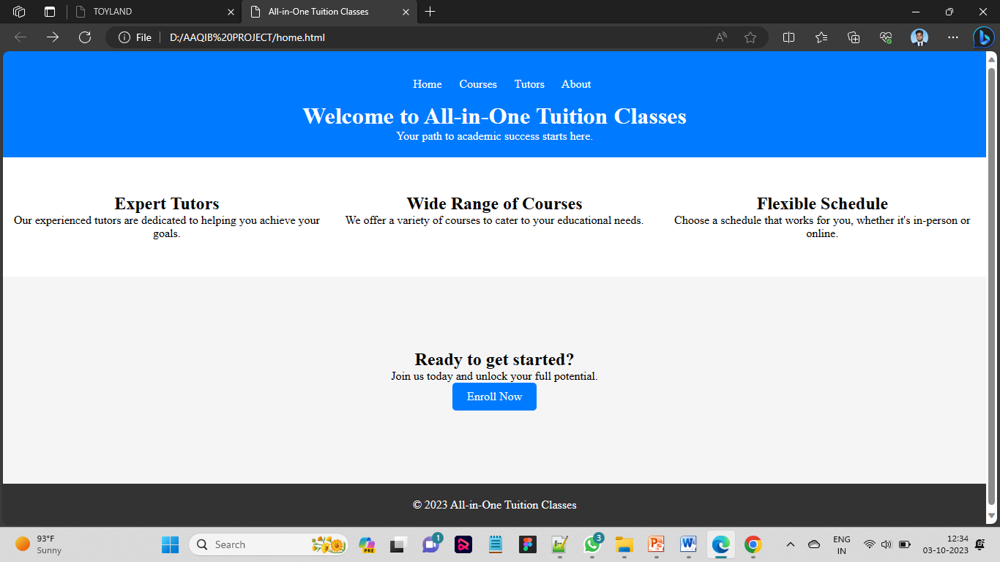 TOYLAND
All-in-One Tuition Classes
File
D:/AAQIB%20PROJECT/home.html
Home Courses Tutors About
Welcome to All-in-One Tuition Classes
Your path to academic success starts here.
Expert Tutors
Our experienced tutors are dedicated to helping you achieve your
goals.
Wide Range of Courses
We offer a variety of courses to cater to your educational needs.
Flexible Schedule
Choose a schedule that works for you, whether it's in-person or
online.
Ready to get started?
Join us today and unlock your full potential.
Enroll Now
© 2023 All-in-One Tuition Classes
93°F
Sunny
Search
PRE
1
3
ENG
IN
12:34
03-10-2023